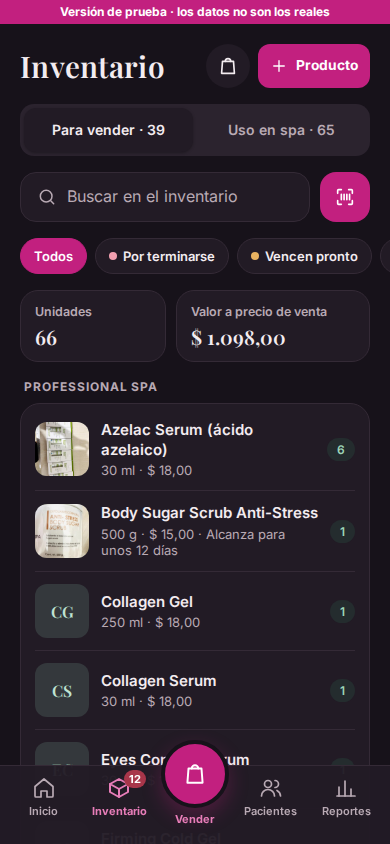 Versión de prueba · los datos no son los reales
Inventario
Producto
Para vender · 39
Uso en spa · 65
Buscar en el inventario
Todos
Por terminarse
Vencen pronto
Unidades
66
Valor a precio de venta
$ 1.098,00
PROFESSIONAL SPA
Azelac Serum (ácido
azelaico)
30 ml · $ 18,00
6
Body Sugar Scrub Anti-Stress
500 g · $ 15,00 · Alcanza para
unos 12 días
1
CG
Collagen Gel
250 ml · $ 18,00
1
CS
Collagen Serum
30 ml · $ 18,00
1
Firming Cold Gel
12
Inicio
Inventario
Vender
Pacientes
Reportes